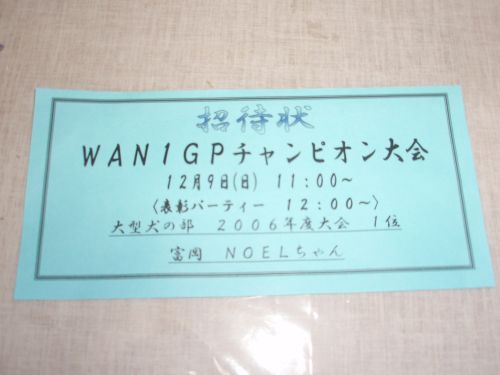 招待状
WAN1GPチャンピオン大会
12月9日(日) 11:00~
〈表彰パーティー 12:00~〉
大型犬の部 2006年度大会 1位
富岡 NOELちゃん